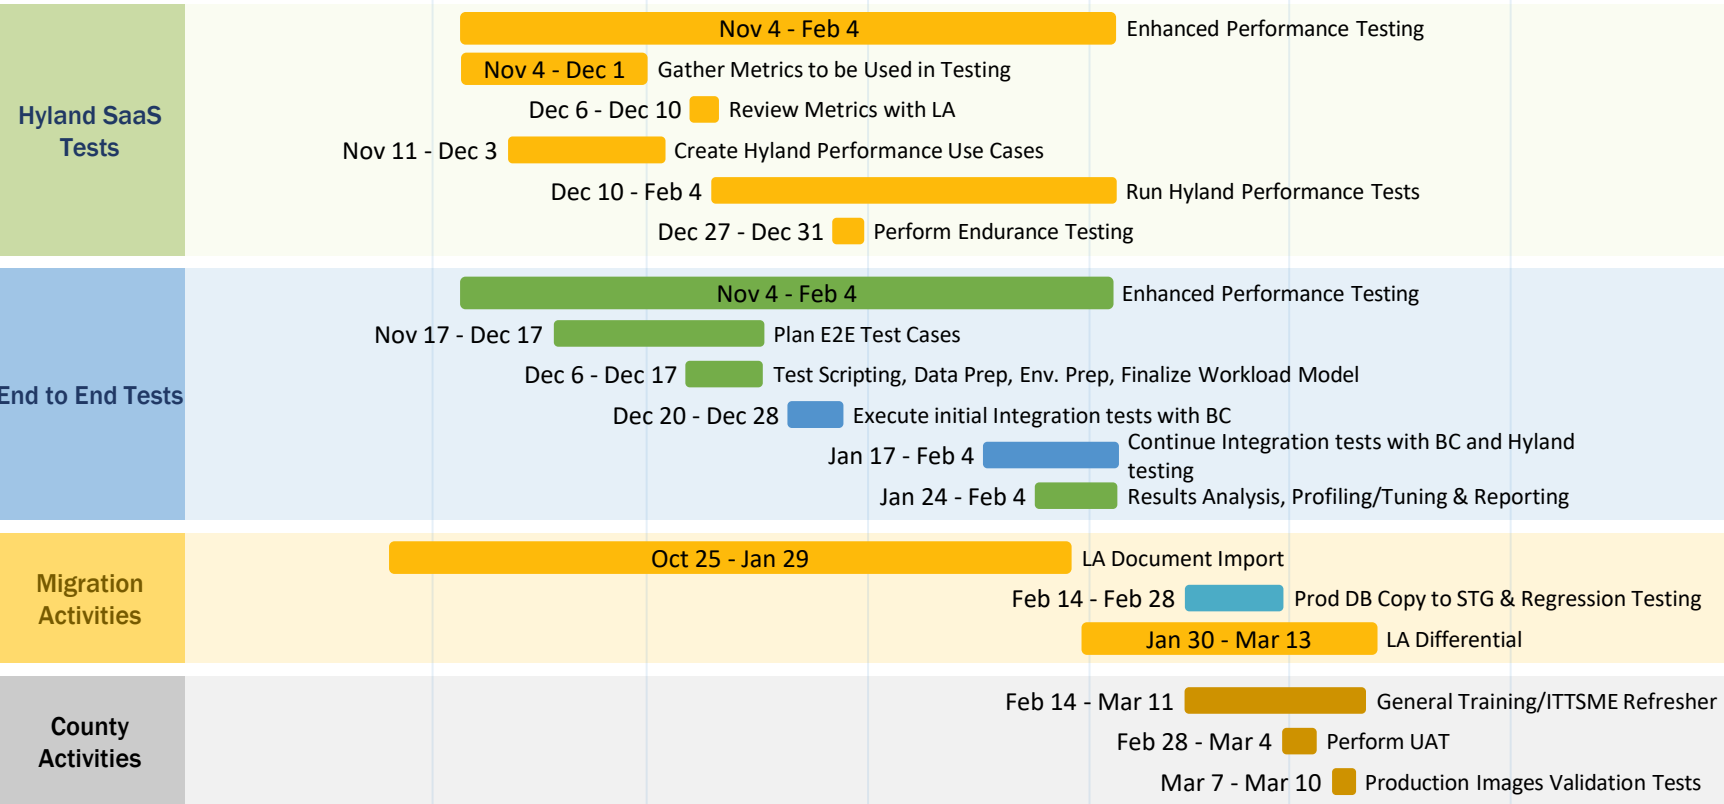 Hyland SaaS
Tests
Nov 4 - Feb 4 Enhanced Performance Testing
Nov 4 - Dec 1 Gather Metrics to be Used in Testing
Dec 6 - Dec 10 Review Metrics with LA
Nov 11 - Dec 3 Create Hyland Performance Use Cases
Dec 10 - Feb 4 Run Hyland Performance Tests
Dec 27 - Dec 31 Perform Endurance Testing
End to End Tests
Nov 4 - Feb 4 Enhanced Performance Testing
Nov 17 - Dec 17 Plan E2E Test Cases
Dec 6 - Dec 17 Test Scripting, Data Prep, Env. Prep, Finalize Workload Model
Dec 20 - Dec 28 Execute initial Integration tests with BC
Jan 17 - Feb 4 Continue Integration tests with BC and Hyland
testing
Jan 24 - Feb 4 Results Analysis, Profiling/Tuning & Reporting
Migration
Activities
Oct 25 - Jan 29 LA Document Import
Feb 14 - Feb 28 Prod DB Copy to STG & Regression Testing
Jan 30 - Mar 13 LA Differential
County
Activities
Feb 14 - Mar 11 General Training/ITTSME Refresher
Feb 28 - Mar 4 Perform UAT
Mar 7 - Mar 10 Production Images Validation Tests